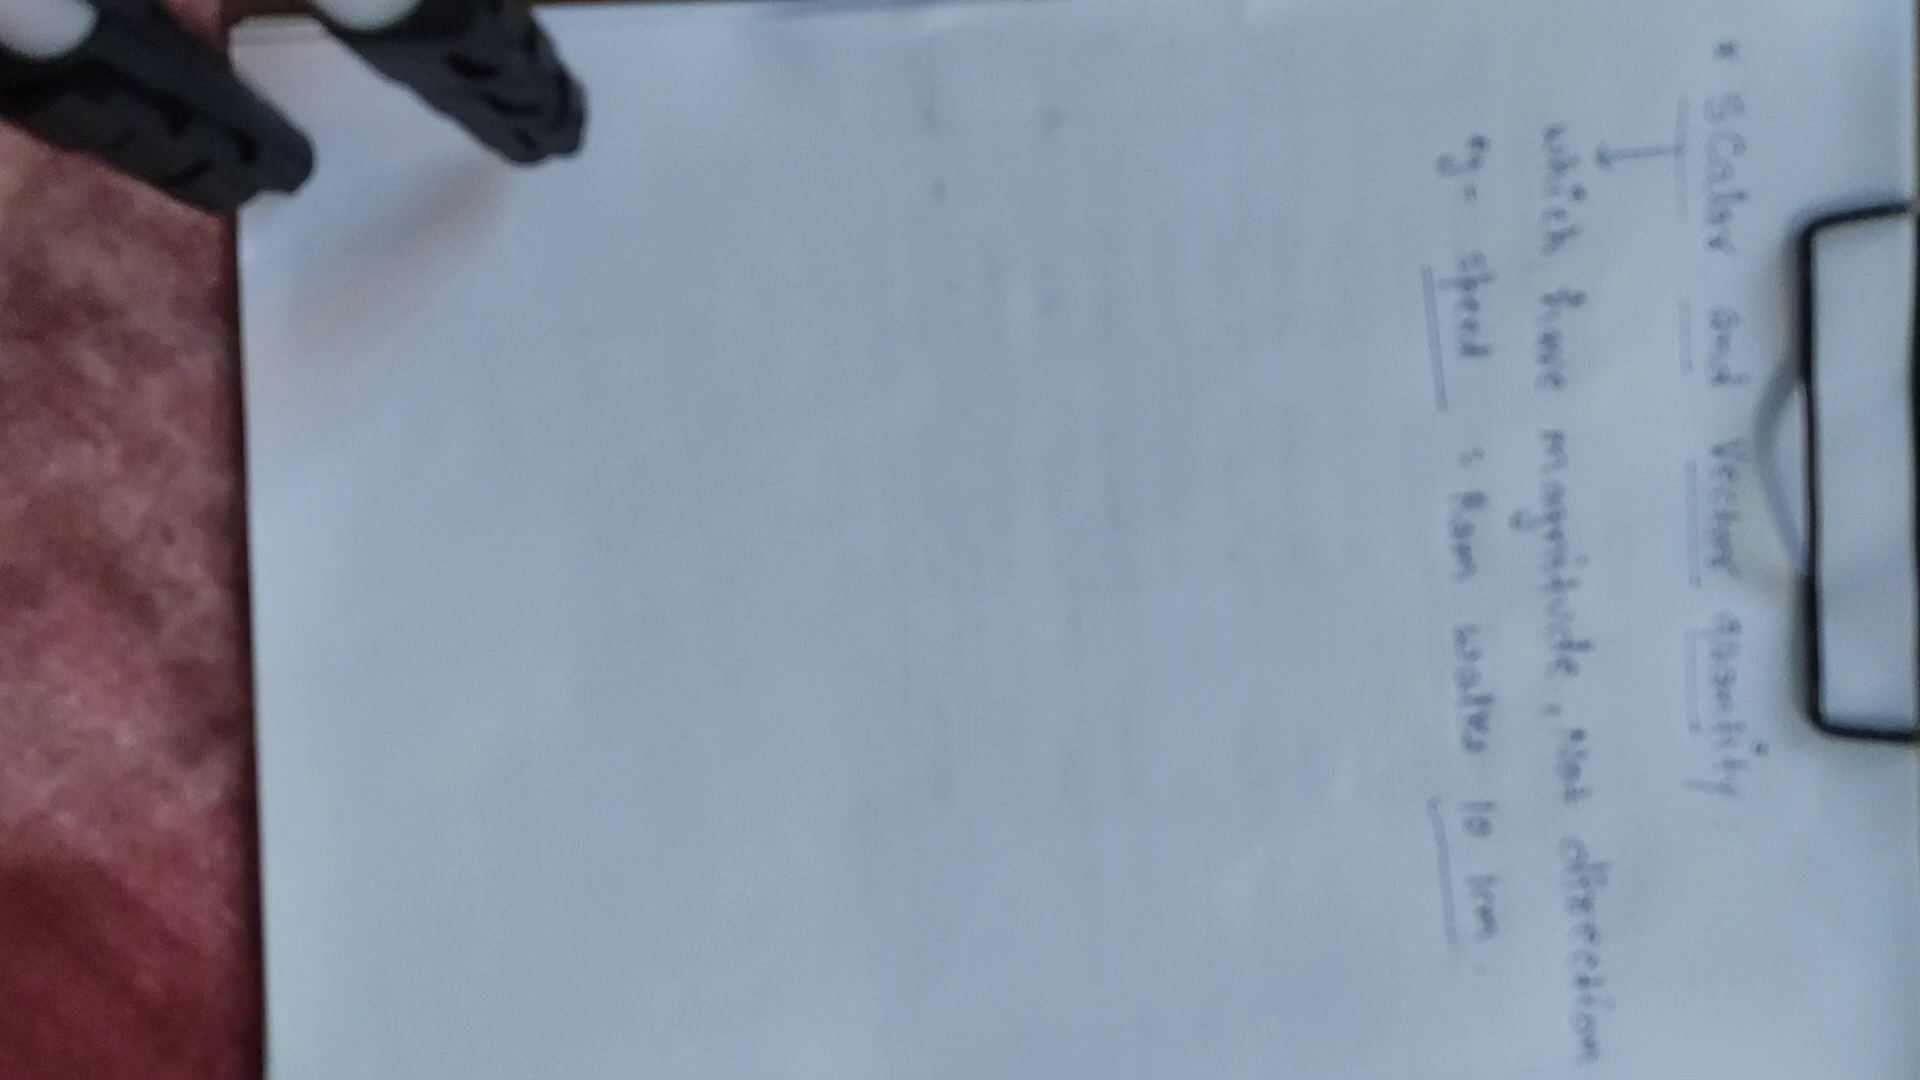 * Scalar and Vector quantity.
which have magnitude, not direction
eg- speed : Ram walks 10 km.